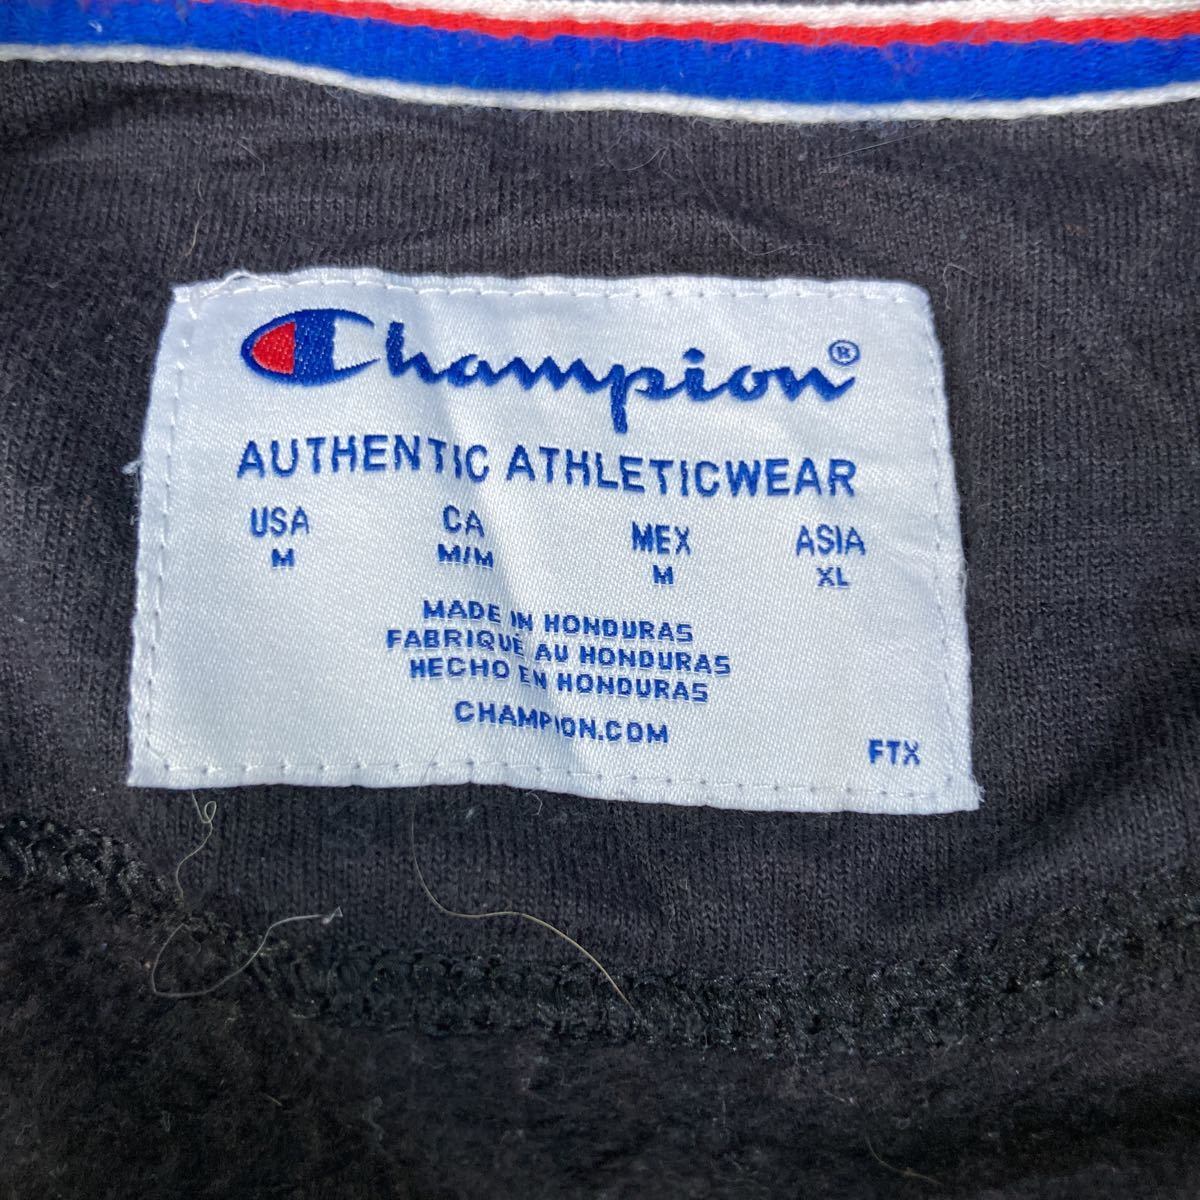 Champion®
AUTHENTIC ATHLETICWEAR
USA CA MEX ASIA
M M/M M XL
MADE IN HONDURAS
FABRIQUÉ AU HONDURAS
HECHO EN HONDURAS
CHAMPION.COM
FTX